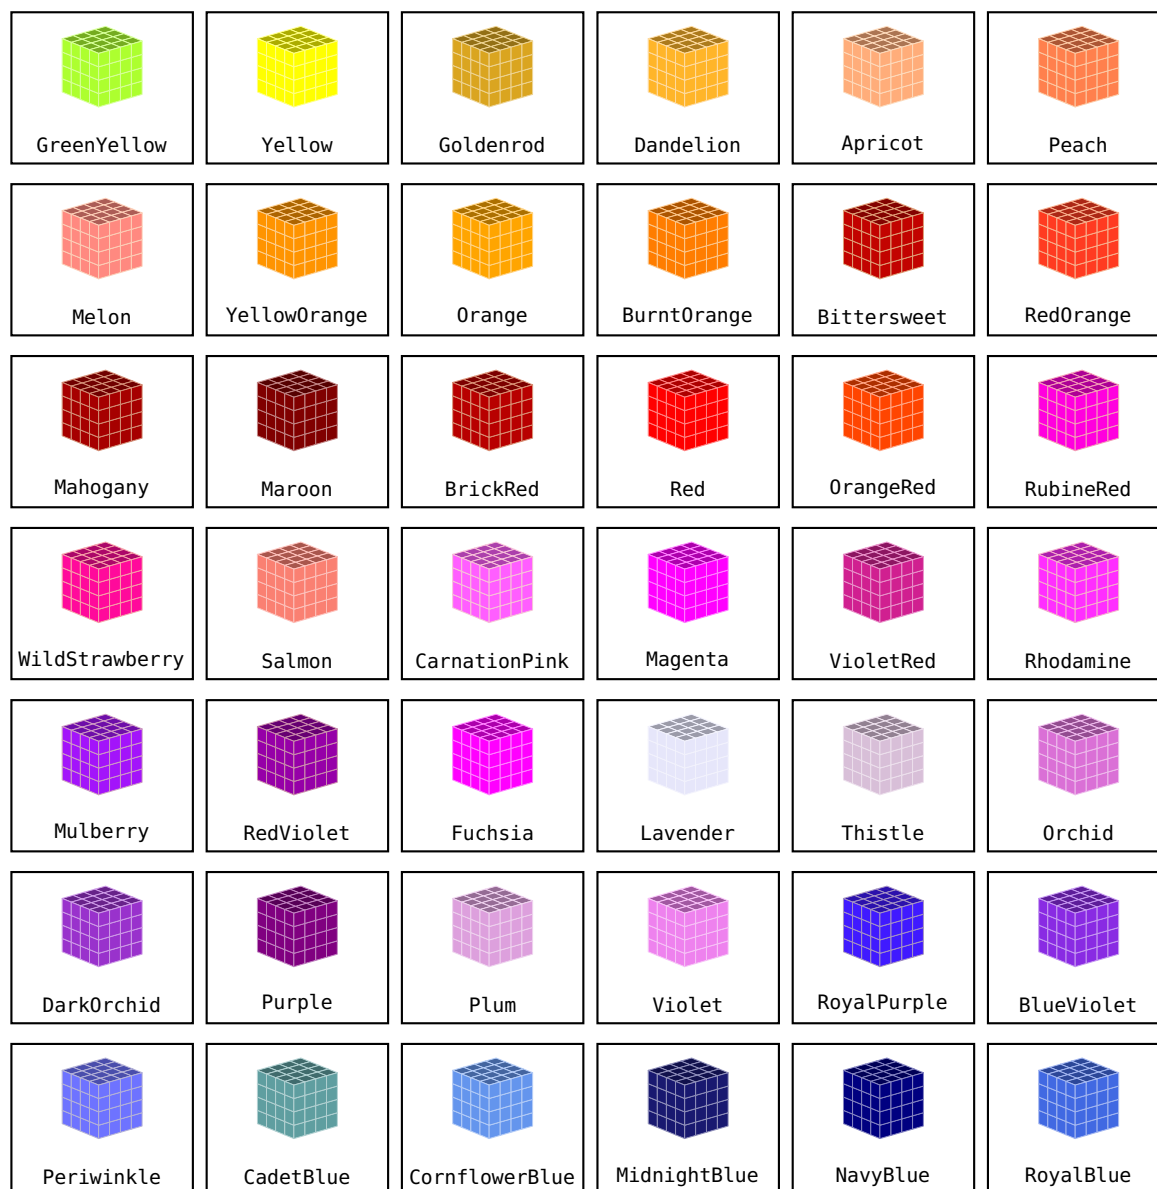 GreenYellow Yellow Goldenrod Dandelion Apricot Peach
Melon YellowOrange Orange BurntOrange Bittersweet RedOrange
Mahogany Maroon BrickRed Red OrangeRed RubineRed
WildStrawberry Salmon CarnationPink Magenta VioletRed Rhodamine
Mulberry RedViolet Fuchsia Lavender Thistle Orchid
DarkOrchid Purple Plum Violet RoyalPurple BlueViolet
Periwinkle CadetBlue CornflowerBlue MidnightBlue NavyBlue RoyalBlue